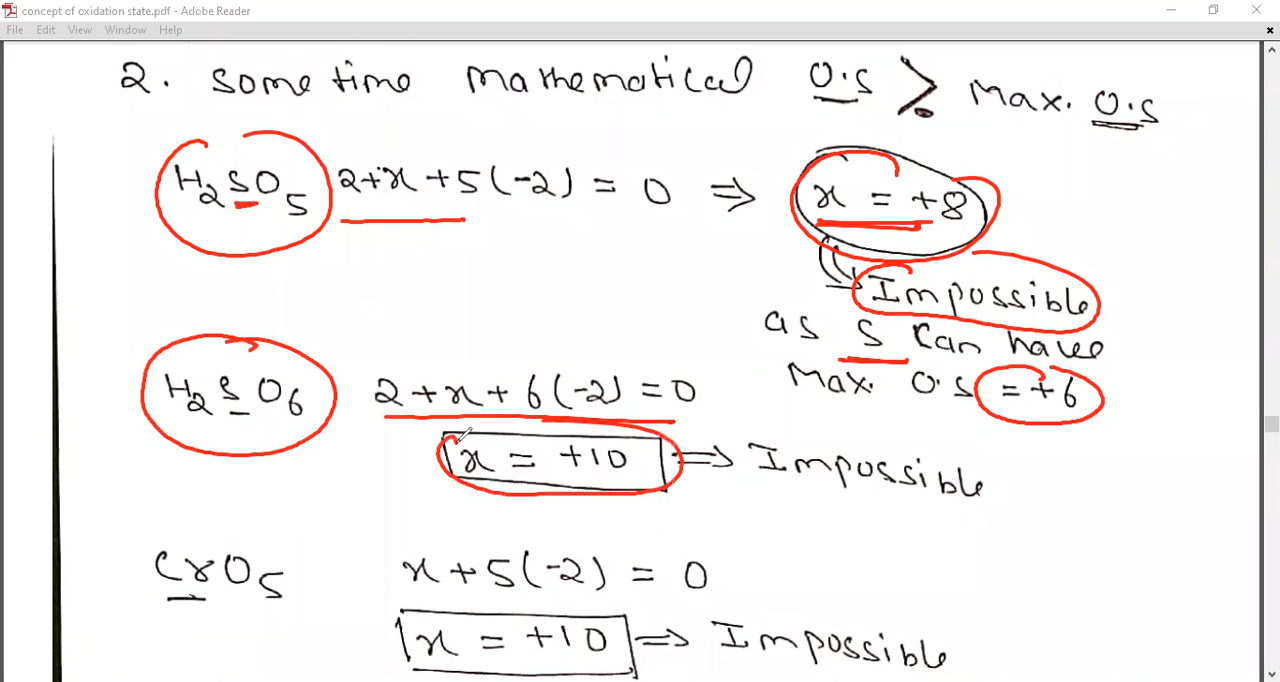 concept of oxidation state.pdf - Adobe Reader
File Edit View Window Help
2. Some time mathematical O.S > Max. O.S
H2SO5 2+x+5(-2) = 0 ⇒ x = +8
Impossible
as S can have
Max. O.S = +6
H2SO6 2+x+6(-2)=0
x = +10 ⇒ Impossible
CrO5 x+5(-2) = 0
x = +10 ⇒ Impossible